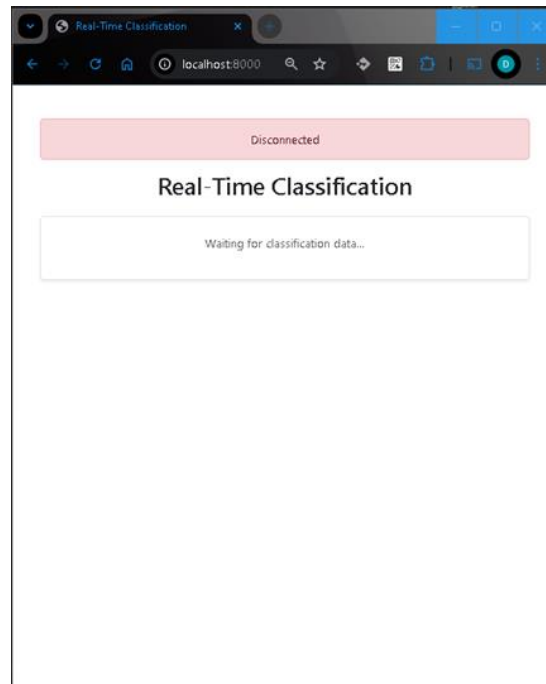 Real-Time Classification
localhost:8000
D
Disconnected
Real-Time Classification
Waiting for classification data...